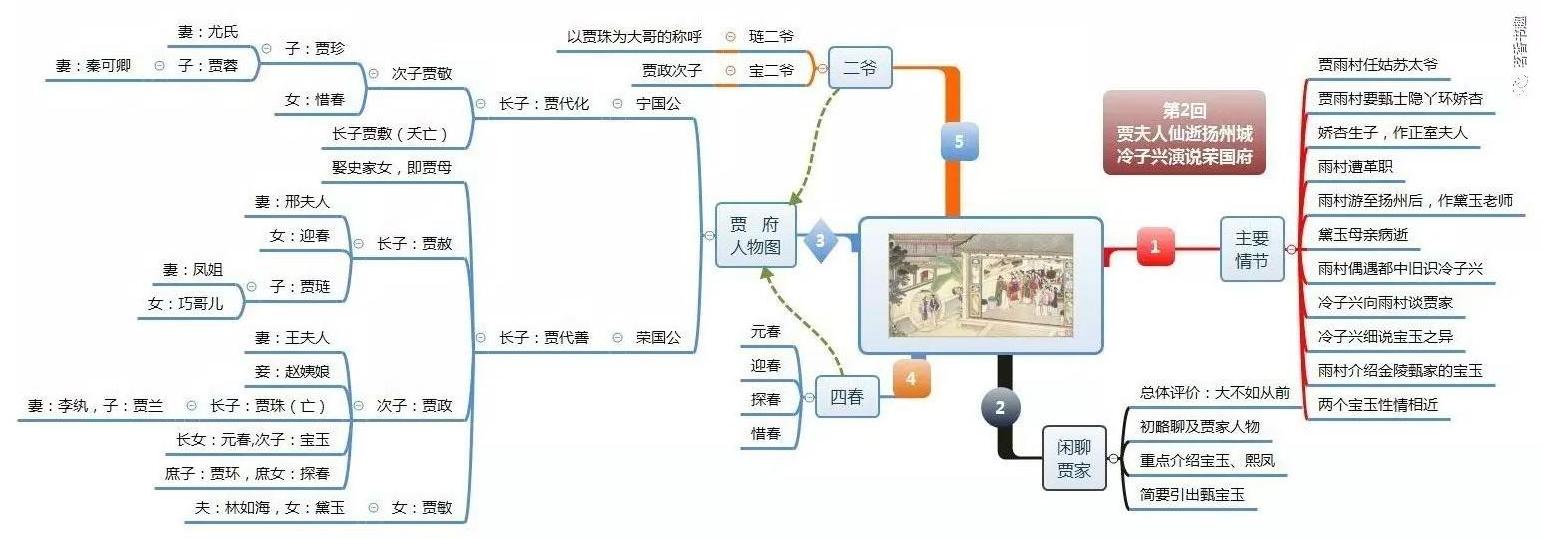 第2回
贾夫人仙逝扬州城
冷子兴演说荣国府
1
主要
情节
贾雨村任姑苏太爷
贾雨村要甄士隐丫环娇杏
娇杏生子，作正室夫人
雨村遭革职
雨村游至扬州后，作黛玉老师
黛玉母亲病逝
雨村偶遇都中旧识冷子兴
冷子兴向雨村谈贾家
冷子兴细说宝玉之异
雨村介绍金陵甄家的宝玉
两个宝玉性情相近
2
闲聊
贾家
总体评价：大不如从前
初略聊及贾家人物
重点介绍宝玉、熙凤
简要引出甄宝玉
3
贾 府
人物图
宁国公
长子：贾代化
次子贾敬
子：贾珍
妻：尤氏
子：贾蓉
妻：秦可卿
女：惜春
长子贾敷（夭亡）
荣国公
长子：贾代善
娶史家女，即贾母
长子：贾赦
妻：邢夫人
女：迎春
子：贾琏
妻：凤姐
女：巧哥儿
次子：贾政
妻：王夫人
妾：赵姨娘
长子：贾珠（亡）
妻：李纨，子：贾兰
长女：元春,次子：宝玉
庶子：贾环，庶女：探春
女：贾敏
夫：林如海，女：黛玉
4
四春
元春
迎春
探春
惜春
5
二爷
琏二爷
以贾珠为大哥的称呼
宝二爷
贾政次子